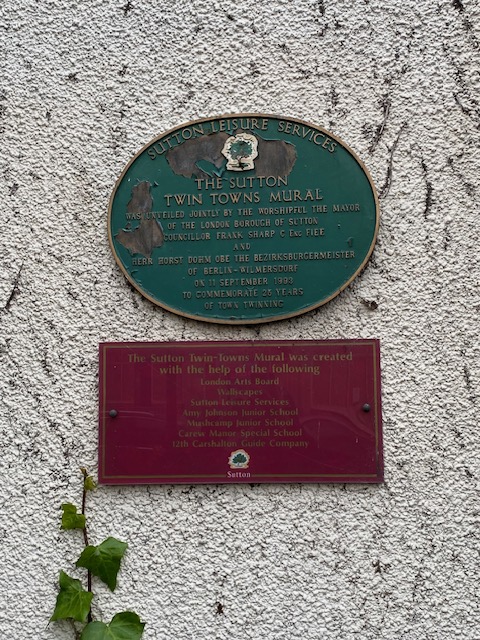 SUTTON LEISURE SERVICES
THE SUTTON
TWIN TOWNS MURAL
WAS UNVEILED JOINTLY BY THE WORSHIPFUL THE MAYOR
OF THE LONDON BOROUGH OF SUTTON
COUNCILLOR FRANK SHARP C Enc FIEE
AND
HERR HORST DOHM OBE THE BEZIRKSBURGERMEISTER
OF BERLIN-WILMERSDORF
ON 11 SEPTEMBER 1993
TO COMMEMORATE 25 YEARS
OF TOWN TWINNING
The Sutton Twin-Towns Mural was created
with the help of the following
London Arts Board
Wallscapes
Sutton Leisure Services
Amy Johnson Junior School
Muschamp Junior School
Carew Manor Special School
12th Carshalton Guide Company
Sutton